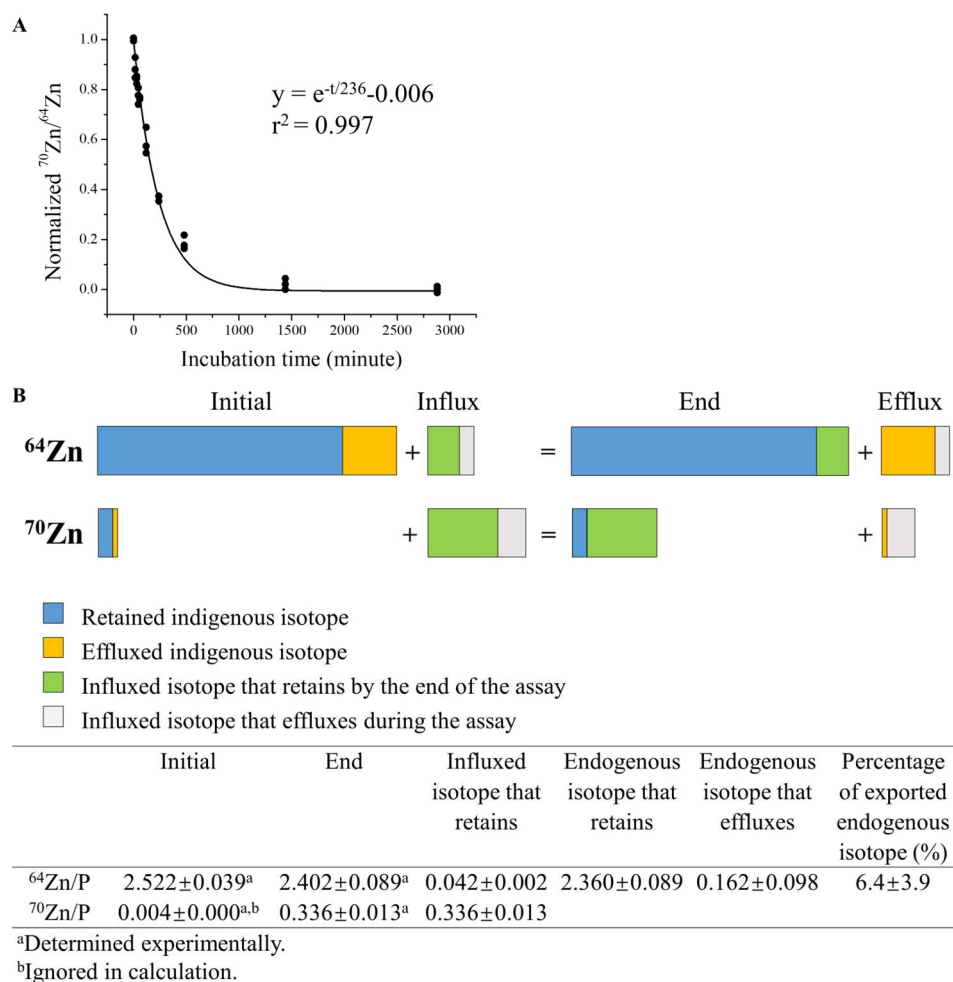 A
Normalized ⁷⁰Zn/⁶⁴Zn
1.0
0.8
0.6
0.4
0.2
0.0
y = e⁻ᵗ/²³⁶-0.006
r² = 0.997
0 500 1000 1500 2000 2500 3000
Incubation time (minute)
B
Initial Influx End Efflux
⁶⁴Zn + = +
⁷⁰Zn + = +
Retained indigenous isotope
Effluxed indigenous isotope
Influxed isotope that retains by the end of the assay
Influxed isotope that effluxes during the assay
Initial End Influxed Endogenous Endogenous Percentage
isotope that isotope that isotope that of exported
retains retains effluxes endogenous
isotope (%)
⁶⁴Zn/P 2.522±0.039ᵃ 2.402±0.089ᵃ 0.042±0.002 2.360±0.089 0.162±0.098 6.4±3.9
⁷⁰Zn/P 0.004±0.000ᵃ,ᵇ 0.336±0.013ᵃ 0.336±0.013
ᵃDetermined experimentally.
ᵇIgnored in calculation.